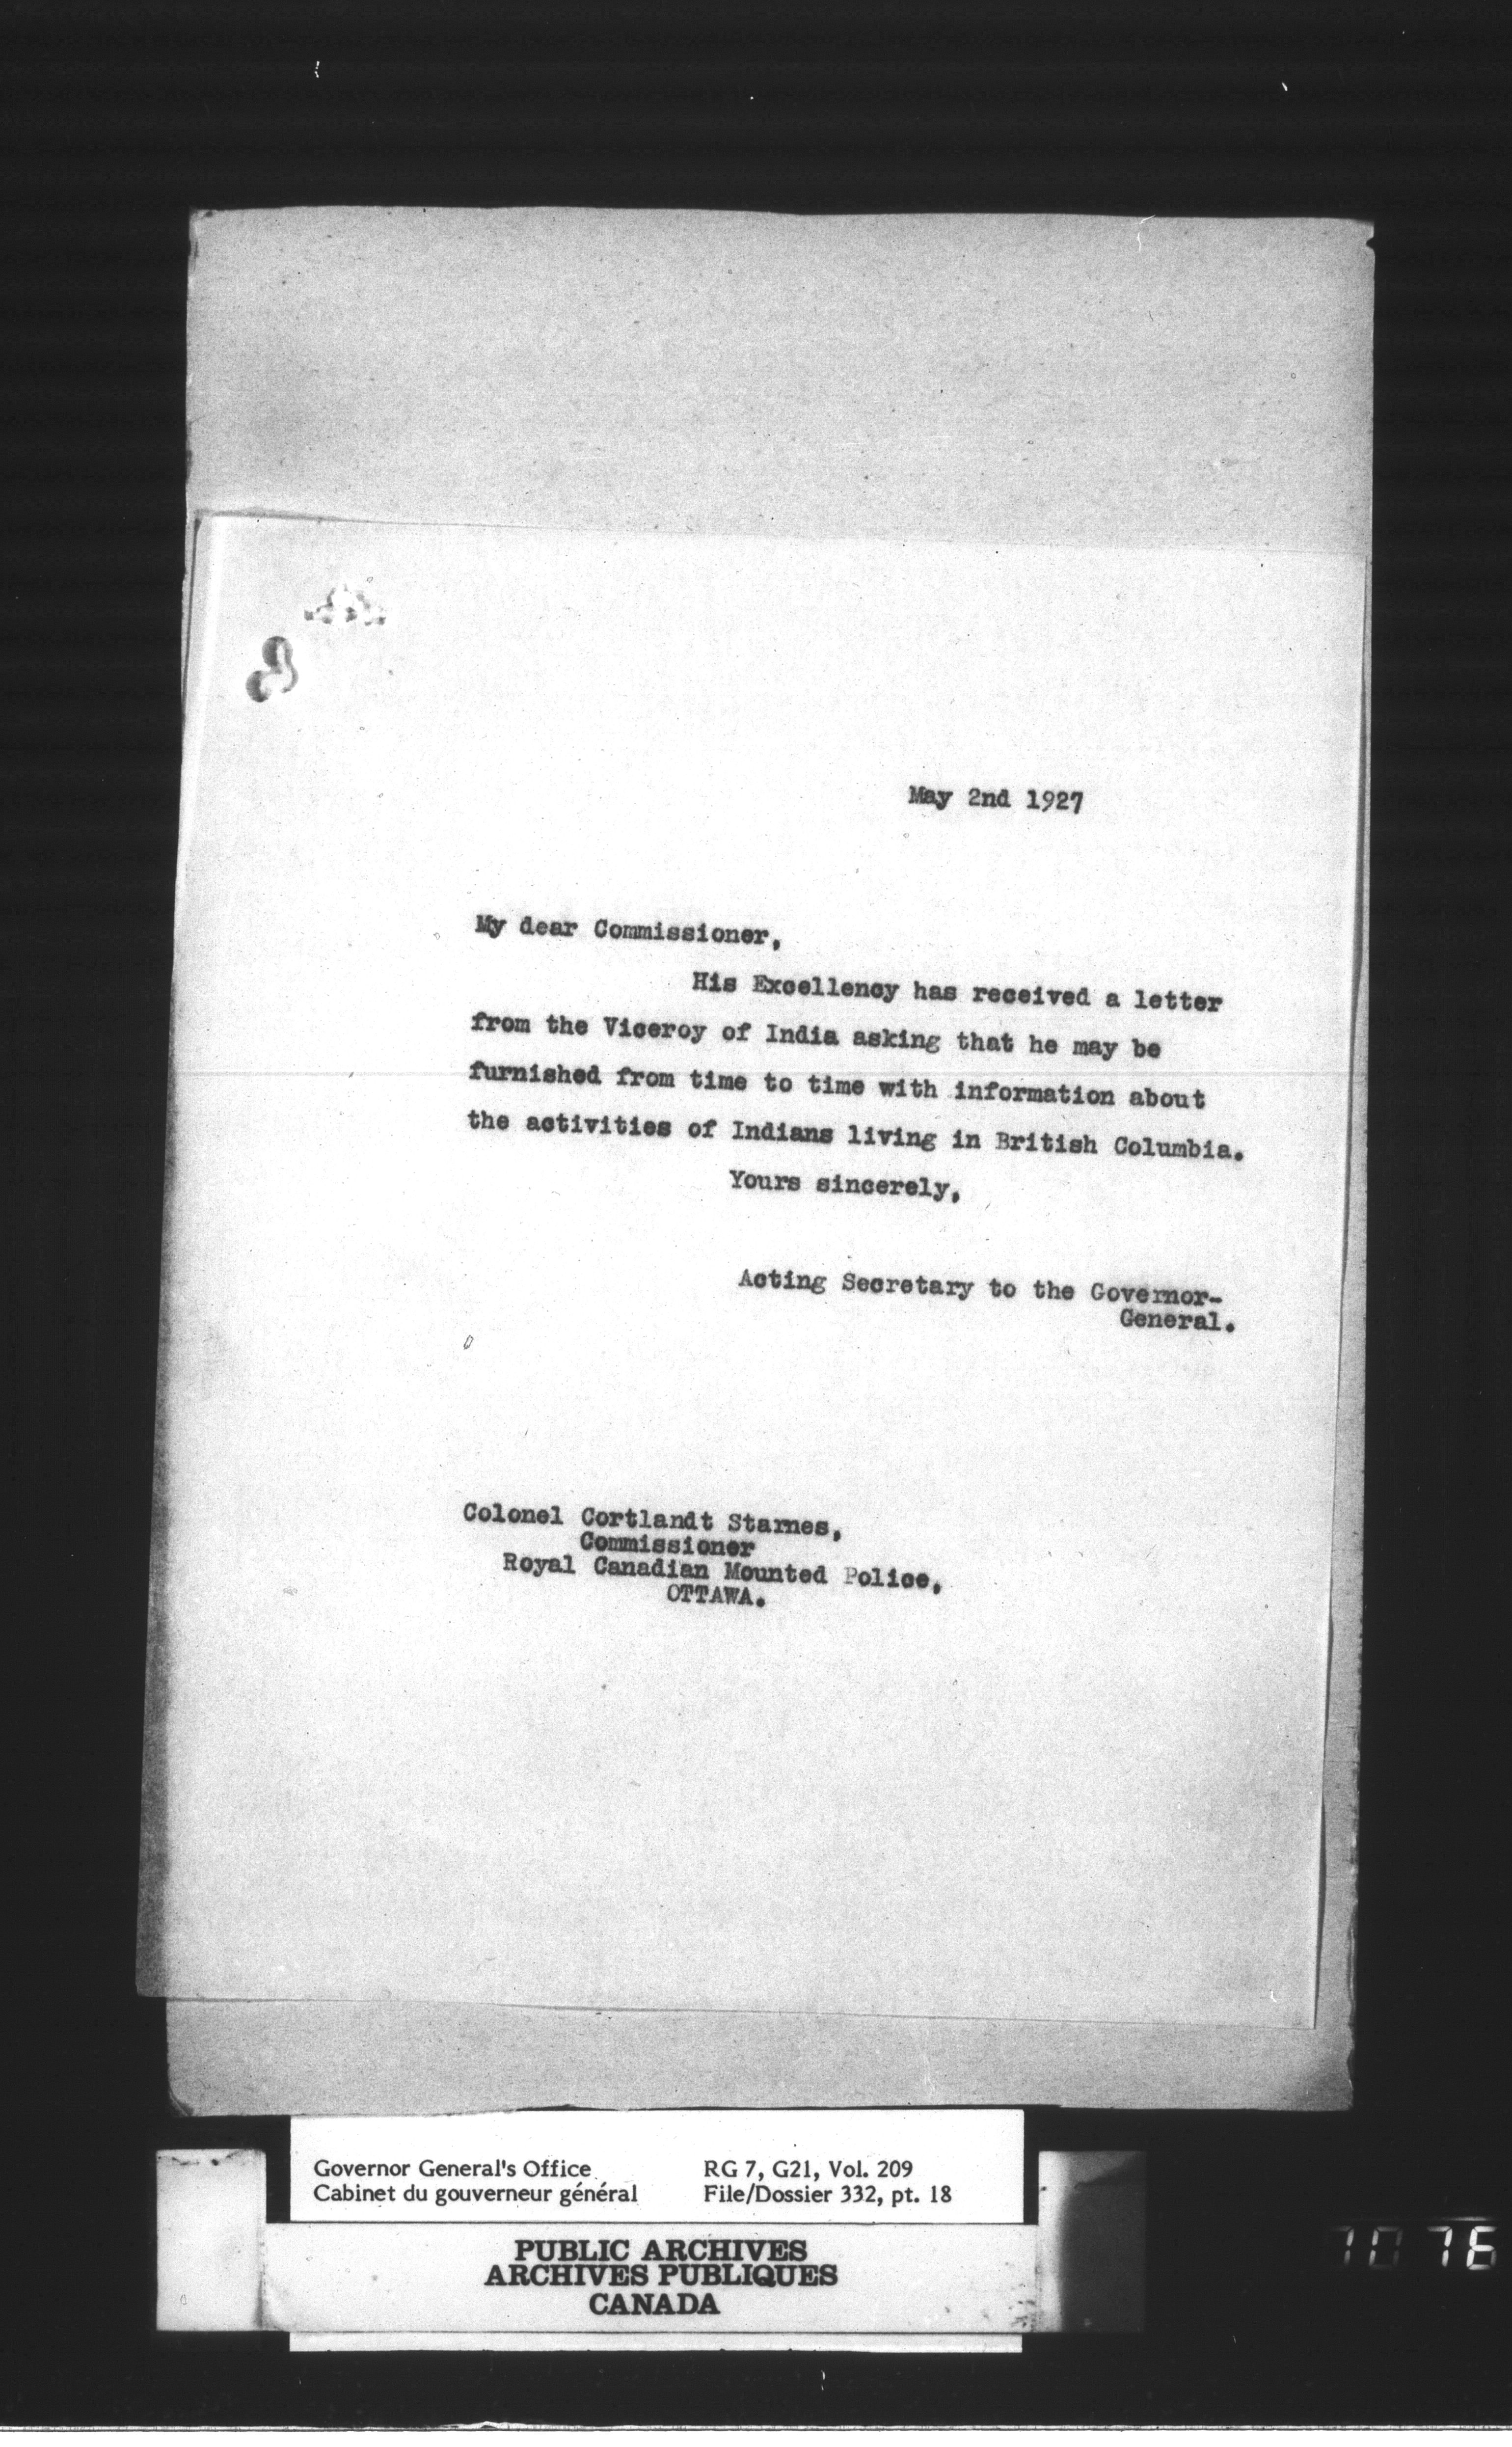 May 2nd 1927
My dear Commissioner,
His Excellency has received a letter
from the Viceroy of India asking that he may be
furnished from time to time with information about
the activities of Indians living in British Columbia.
Yours sincerely,
Acting Secretary to the Governor-
General.
Colonel Cortlandt Starnes,
Commissioner
Royal Canadian Mounted Police,
OTTAWA.
Governor General's Office RG 7, G21, Vol. 209
Cabinet du gouverneur général File/Dossier 332, pt. 18
PUBLIC ARCHIVES
ARCHIVES PUBLIQUES
CANADA
1076